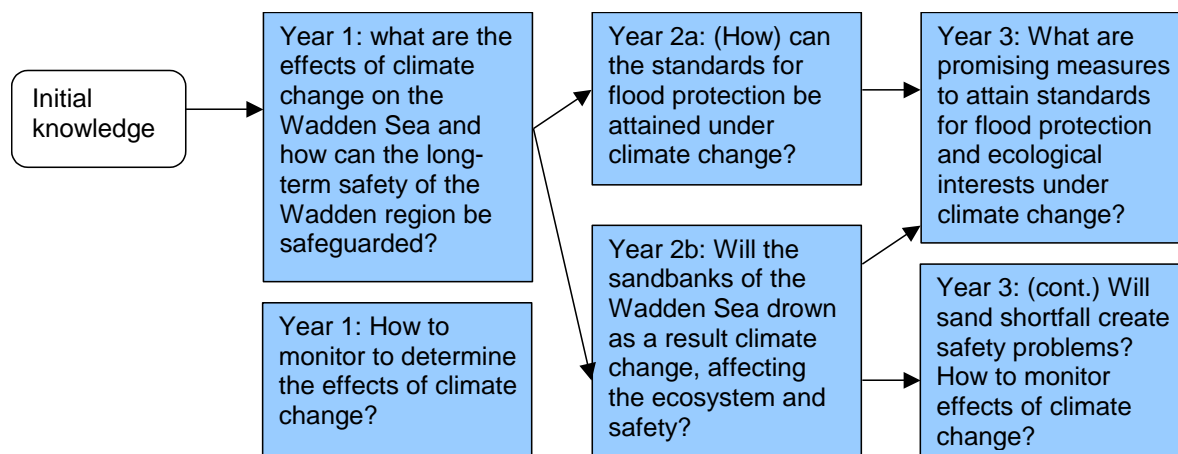 Initial
knowledge
Year 1: what are the
effects of climate
change on the
Wadden Sea and
how can the long-
term safety of the
Wadden region be
safeguarded?
Year 1: How to
monitor to determine
the effects of climate
change?
Year 2a: (How) can
the standards for
flood protection be
attained under
climate change?
Year 2b: Will the
sandbanks of the
Wadden Sea drown
as a result climate
change, affecting
the ecosystem and
safety?
Year 3: What are
promising measures
to attain standards
for flood protection
and ecological
interests under
climate change?
Year 3: (cont.) Will
sand shortfall create
safety problems?
How to monitor
effects of climate
change?